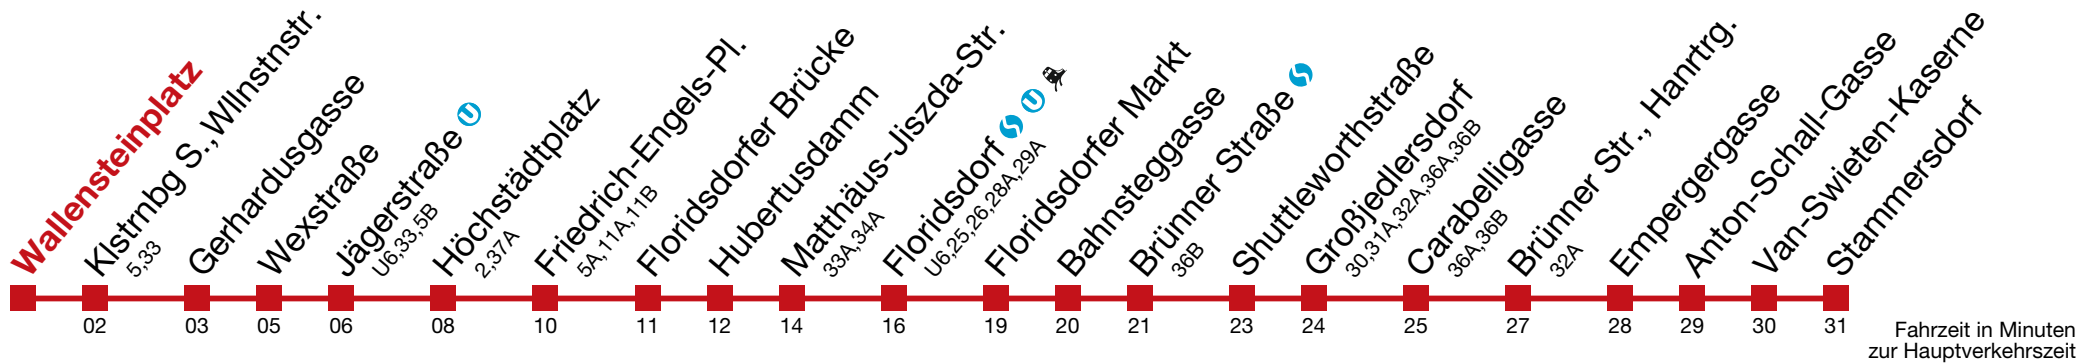 Wallensteinplatz
Klstrnbg S., Wllnstnstr.
5,33
02
Gerhardusgasse
03
Wexstraße
05
Jägerstraße U
U6,33,5B
06
Höchstädtplatz
2,37A
08
Friedrich-Engels-Pl.
5A,11A,11B
10
Floridsdorfer Brücke
11
Hubertusdamm
12
Matthäus-Jiszda-Str.
33A,34A
14
Floridsdorf S U
U6,25,26,28A,29A
16
Floridsdorfer Markt
19
Bahnsteggasse
20
Brünner Straße S
36B
21
Shuttleworthstraße
23
Großjedlersdorf
30,31A,32A,36A,36B
24
Carabelligasse
36A,36B
25
Brünner Str., Hanrtrg.
32A
27
Empergergasse
28
Anton-Schall-Gasse
29
Van-Swieten-Kaserne
30
Stammersdorf
31
Fahrzeit in Minuten
zur Hauptverkehrszeit